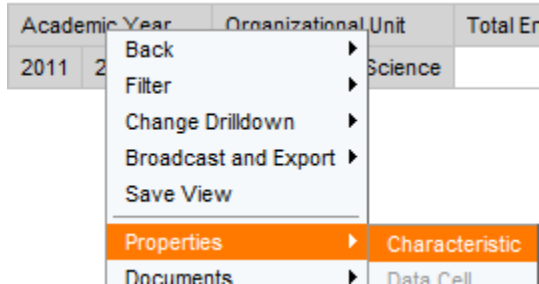 Academic Year Organizational Unit Total En
2011 2 Science
Back
Filter
Change Drilldown
Broadcast and Export
Save View
Properties
Characteristic
Documents
Data Cell